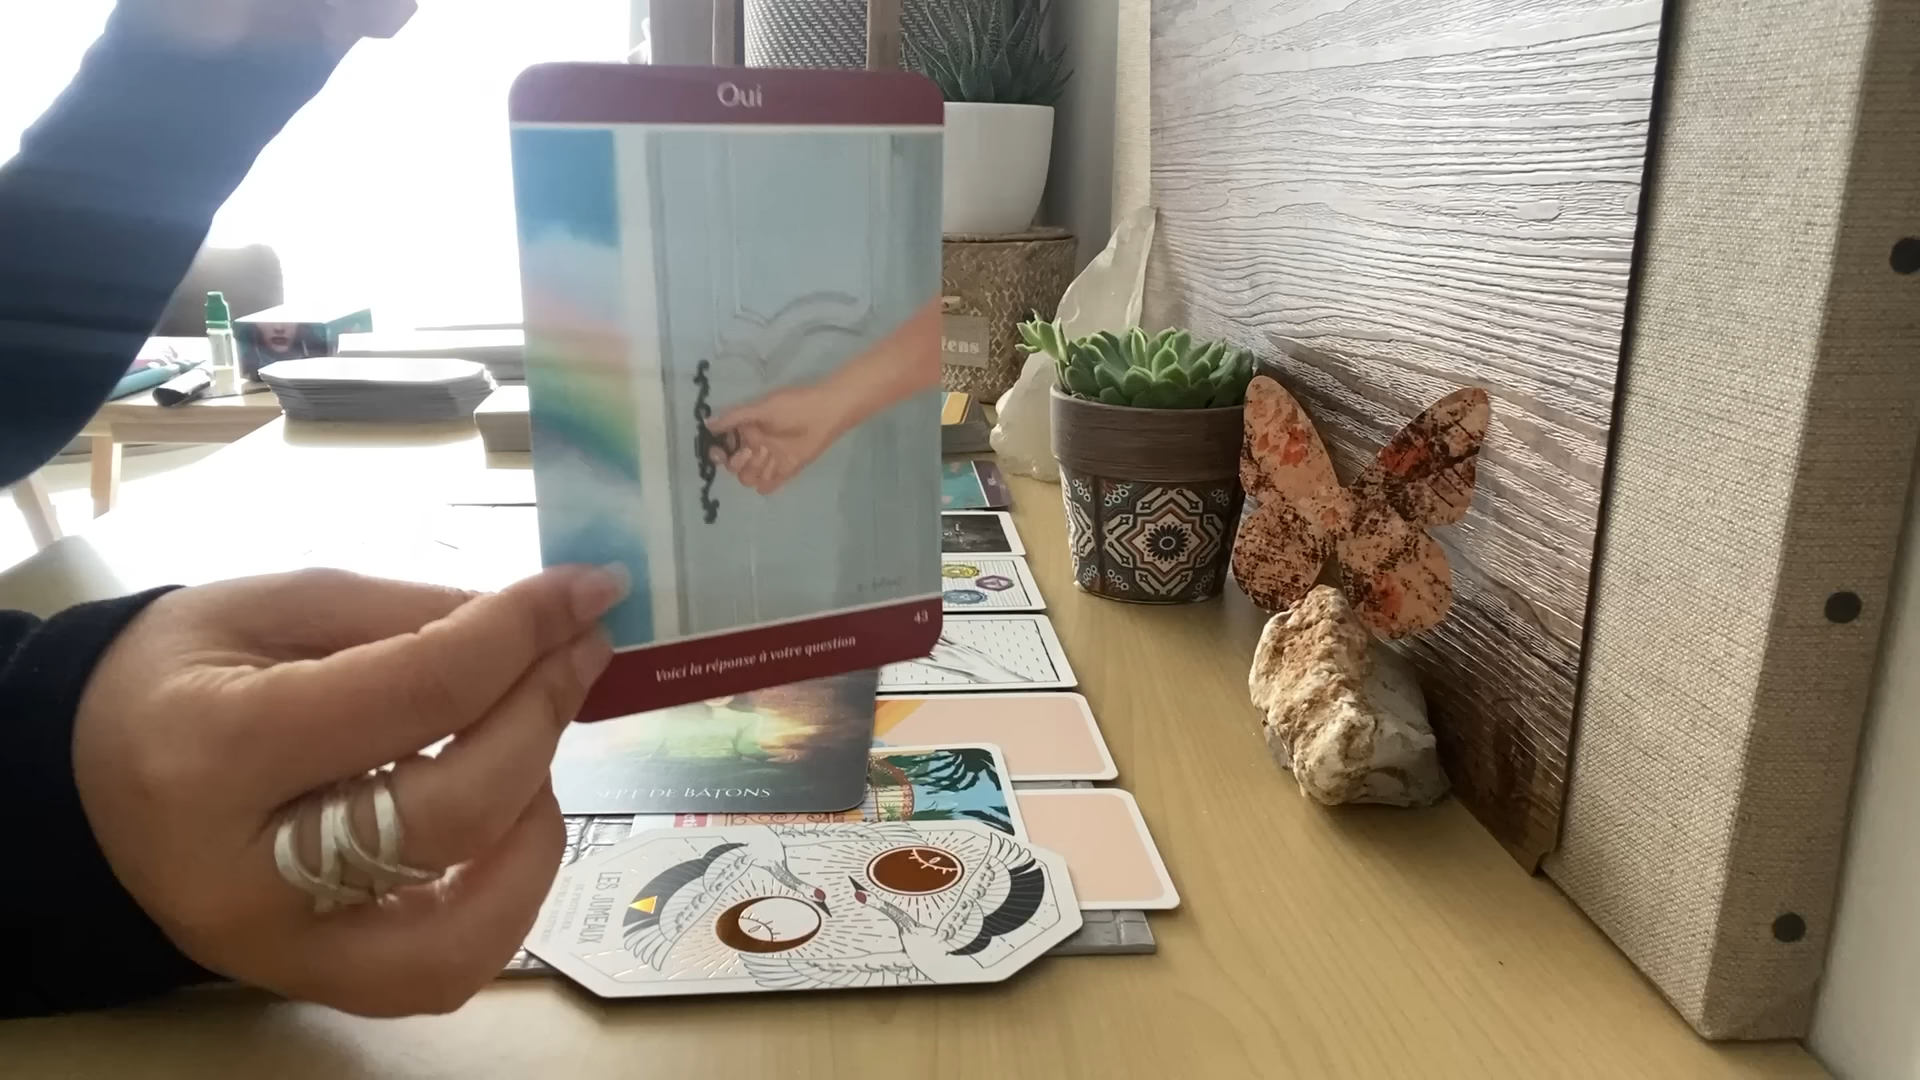 Oui
43
Voici la réponse à votre question
SEPT DE BÂTONS
LES JUMEAUX